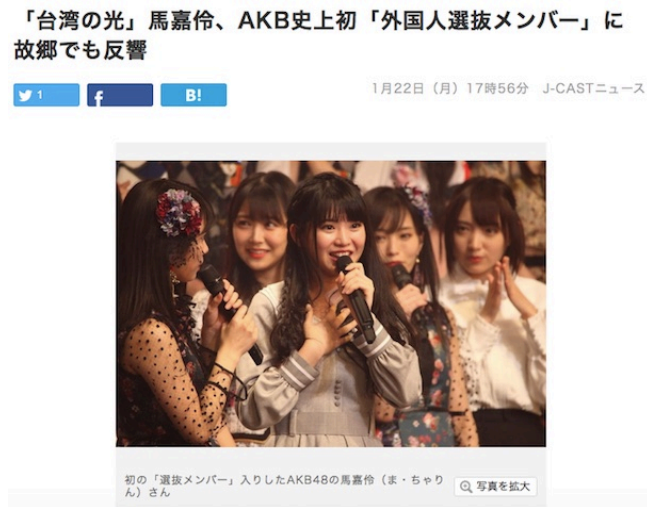 「台湾の光」馬嘉伶、AKB史上初「外国人選抜メンバー」に
故郷でも反響
1
B!
1月22日（月）17時56分 J-CASTニュース
初の「選抜メンバー」入りしたAKB48の馬嘉伶（ま・ちゃり
ん）さん
写真を拡大